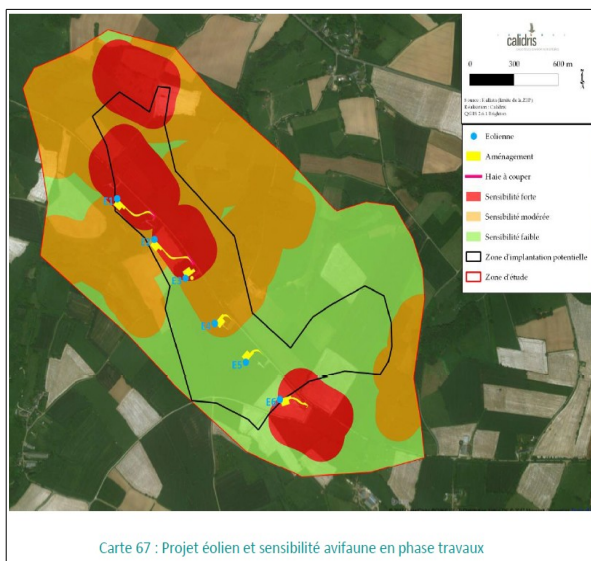 calidris
0 300 600 m
Eolienne
Aménagement
Haie à couper
Sensibilité forte
Sensibilité modérée
Sensibilité faible
Zone d'implantation potentielle
Zone d'étude
E1
E2
E3
E4
E5
E6
Carte 67 : Projet éolien et sensibilité avifaune en phase travaux